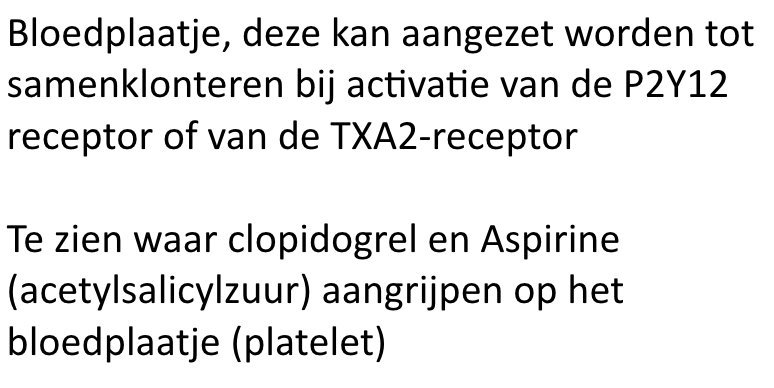 Bloedplaatje, deze kan aangezet worden tot
samenklonteren bij activatie van de P2Y12
receptor of van de TXA2-receptor
Te zien waar clopidogrel en Aspirine
(acetylsalicylzuur) aangrijpen op het
bloedplaatje (platelet)